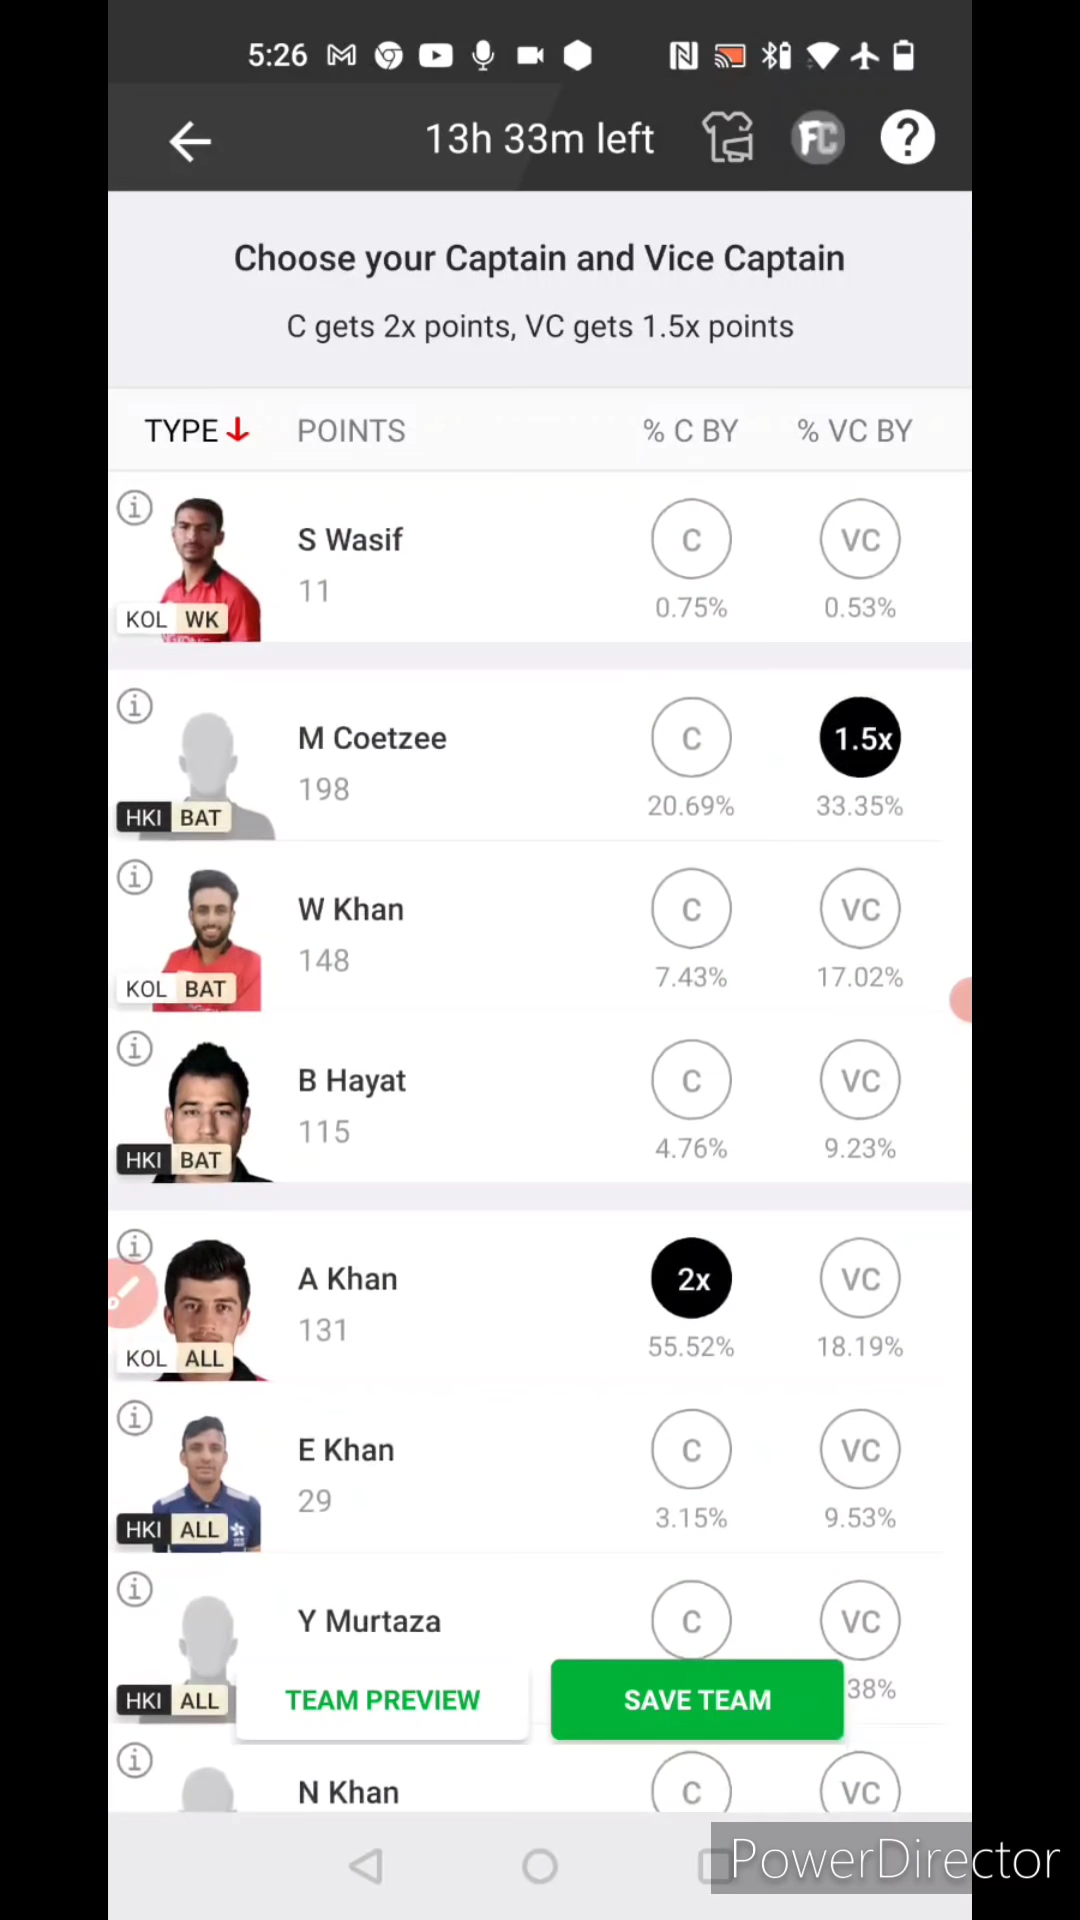 5:26
13h 33m left
FC
?
Choose your Captain and Vice Captain
C gets 2x points, VC gets 1.5x points
TYPE POINTS % C BY % VC BY
S Wasif
C VC
11
0.75% 0.53%
KOL WK
M Coetzee
C 1.5x
198
20.69% 33.35%
HKI BAT
W Khan
C VC
148
7.43% 17.02%
KOL BAT
B Hayat
C VC
115
4.76% 9.23%
HKI BAT
A Khan
2x VC
131
55.52% 18.19%
KOL ALL
E Khan
C VC
29
3.15% 9.53%
HKI ALL
Y Murtaza
C VC
38%
HKI ALL
TEAM PREVIEW SAVE TEAM
N Khan
C VC
PowerDirector